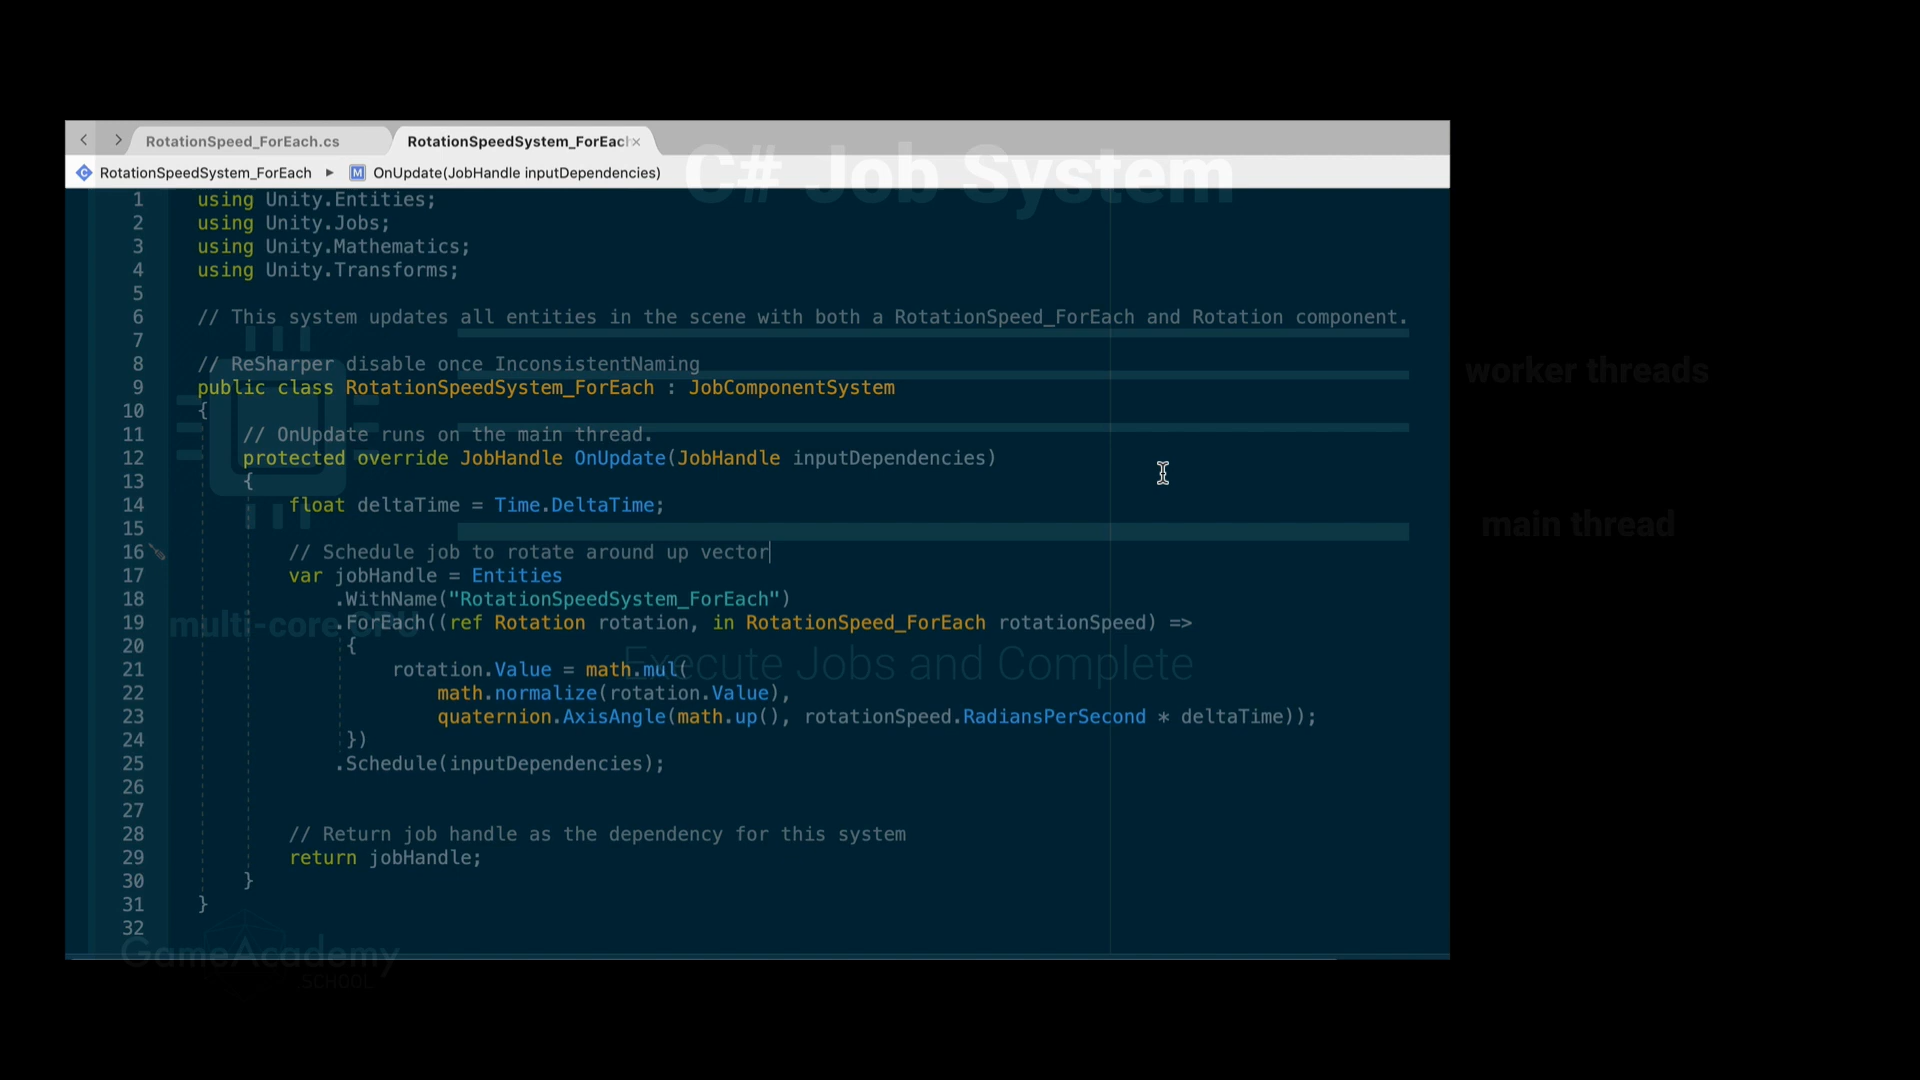 RotationSpeed_ForEach.cs
RotationSpeedSystem_ForEach
RotationSpeedSystem_ForEach
M OnUpdate(JobHandle inputDependencies)
C# Job System
1 using Unity.Entities;
2 using Unity.Jobs;
3 using Unity.Mathematics;
4 using Unity.Transforms;
5
6 // This system updates all entities in the scene with both a RotationSpeed_ForEach and Rotation component.
7
8 // ReSharper disable once InconsistentNaming
9 public class RotationSpeedSystem_ForEach : JobComponentSystem
10 {
11 // OnUpdate runs on the main thread.
12 protected override JobHandle OnUpdate(JobHandle inputDependencies)
13 {
14 float deltaTime = Time.DeltaTime;
15
16 // Schedule job to rotate around up vector
17 var jobHandle = Entities
18 .WithName("RotationSpeedSystem_ForEach")
19 .ForEach((ref Rotation rotation, in RotationSpeed_ForEach rotationSpeed) =>
20 {
21 rotation.Value = math.mul(
22 math.normalize(rotation.Value),
23 quaternion.AxisAngle(math.up(), rotationSpeed.RadiansPerSecond * deltaTime));
24 })
25 .Schedule(inputDependencies);
26
27
28 // Return job handle as the dependency for this system
29 return jobHandle;
30 }
31 }
32
worker threads
main thread
multi-core CPU
Execute Jobs and Complete
GameAcademy
.SCHOOL